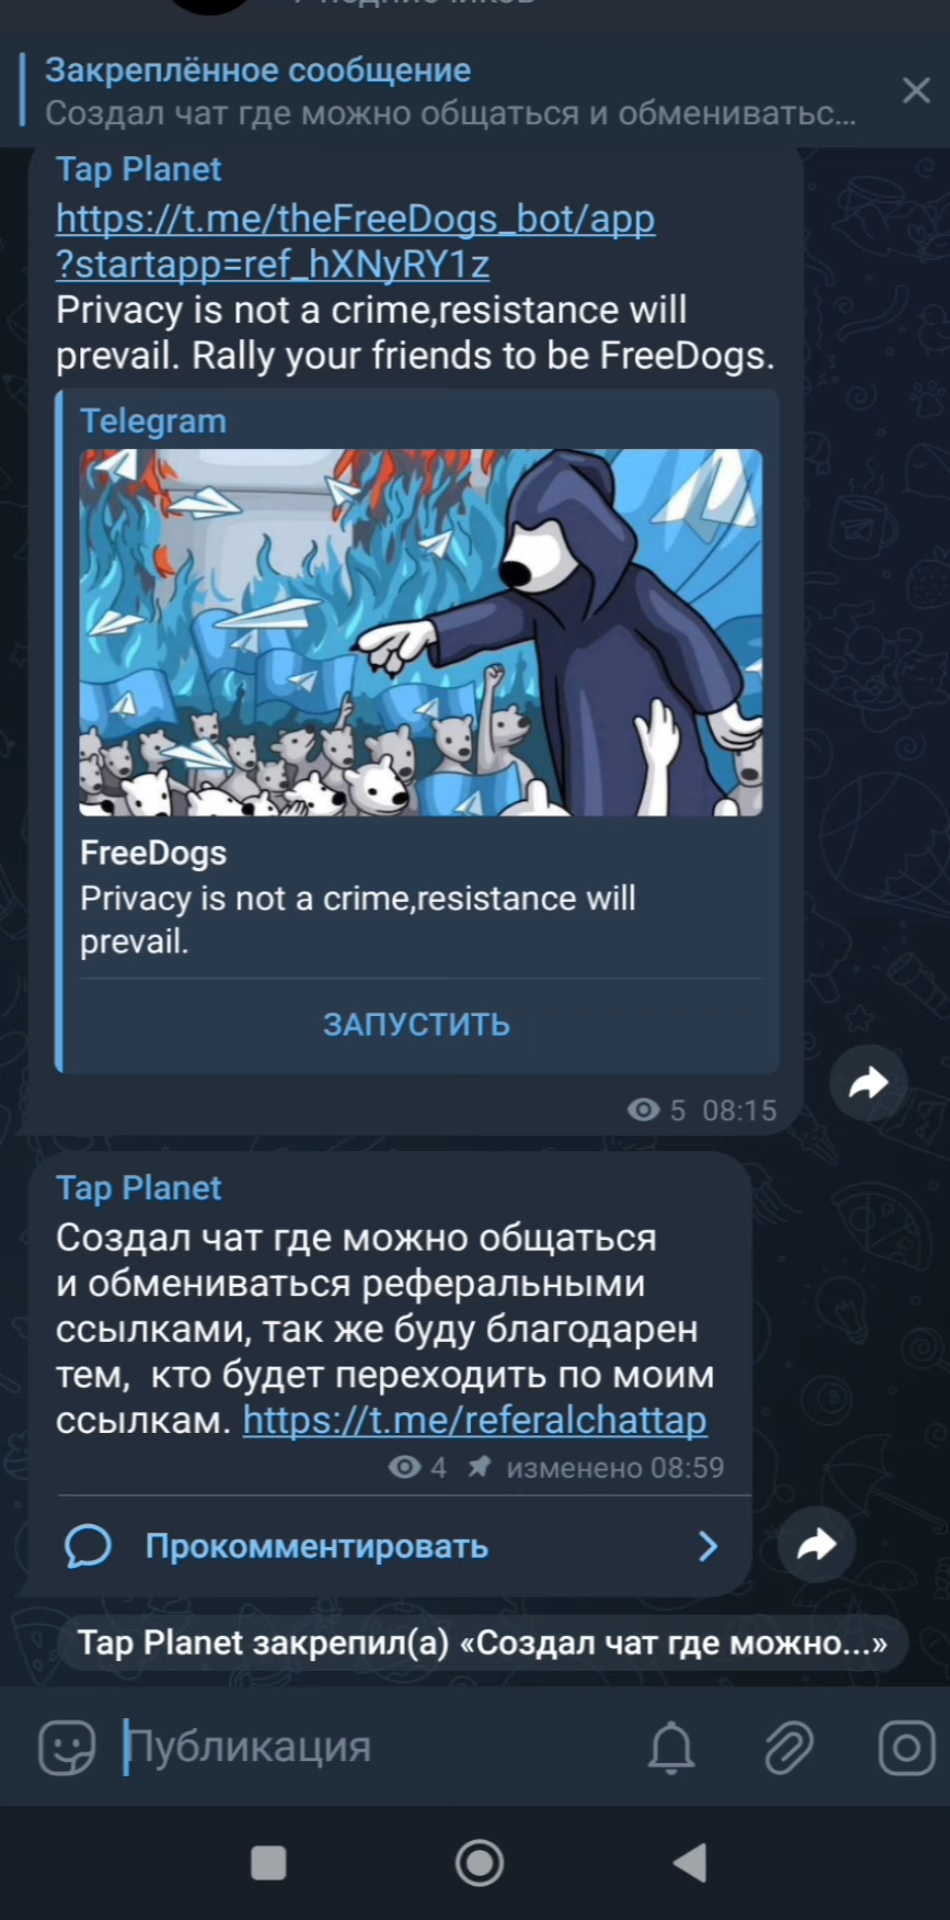 Закреплённое сообщение
Создал чат где можно общаться и обмениватьс...
Tap Planet
https://t.me/theFreeDogs_bot/app
?startapp=ref_hXNyRY1z
Privacy is not a crime,resistance will
prevail. Rally your friends to be FreeDogs.
Telegram
FreeDogs
Privacy is not a crime,resistance will
prevail.
ЗАПУСТИТЬ
5 08:15
Tap Planet
Создал чат где можно общаться
и обмениваться реферальными
ссылками, так же буду благодарен
тем,  кто будет переходить по моим
ссылкам. https://t.me/referalchattap
4 изменено 08:59
Прокомментировать
Tap Planet закрепил(а) «Создал чат где можно...»
Публикация